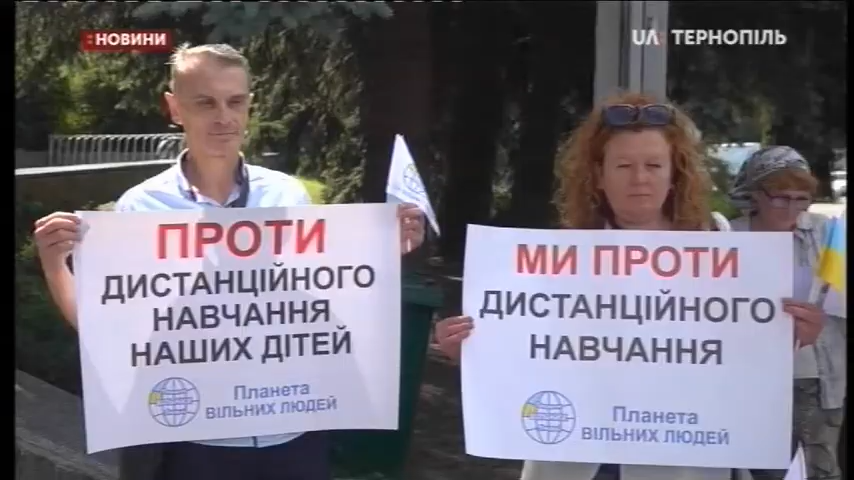 :НОВИНИ
UA: ТЕРНОПІЛЬ
ПРОТИ
ДИСТАНЦІЙНОГО
НАВЧАННЯ
НАШИХ ДІТЕЙ
Планета
ВІЛЬНИХ ЛЮДЕЙ
МИ ПРОТИ
ДИСТАНЦІЙНОГО
НАВЧАННЯ
Планета
ВІЛЬНИХ ЛЮДЕЙ